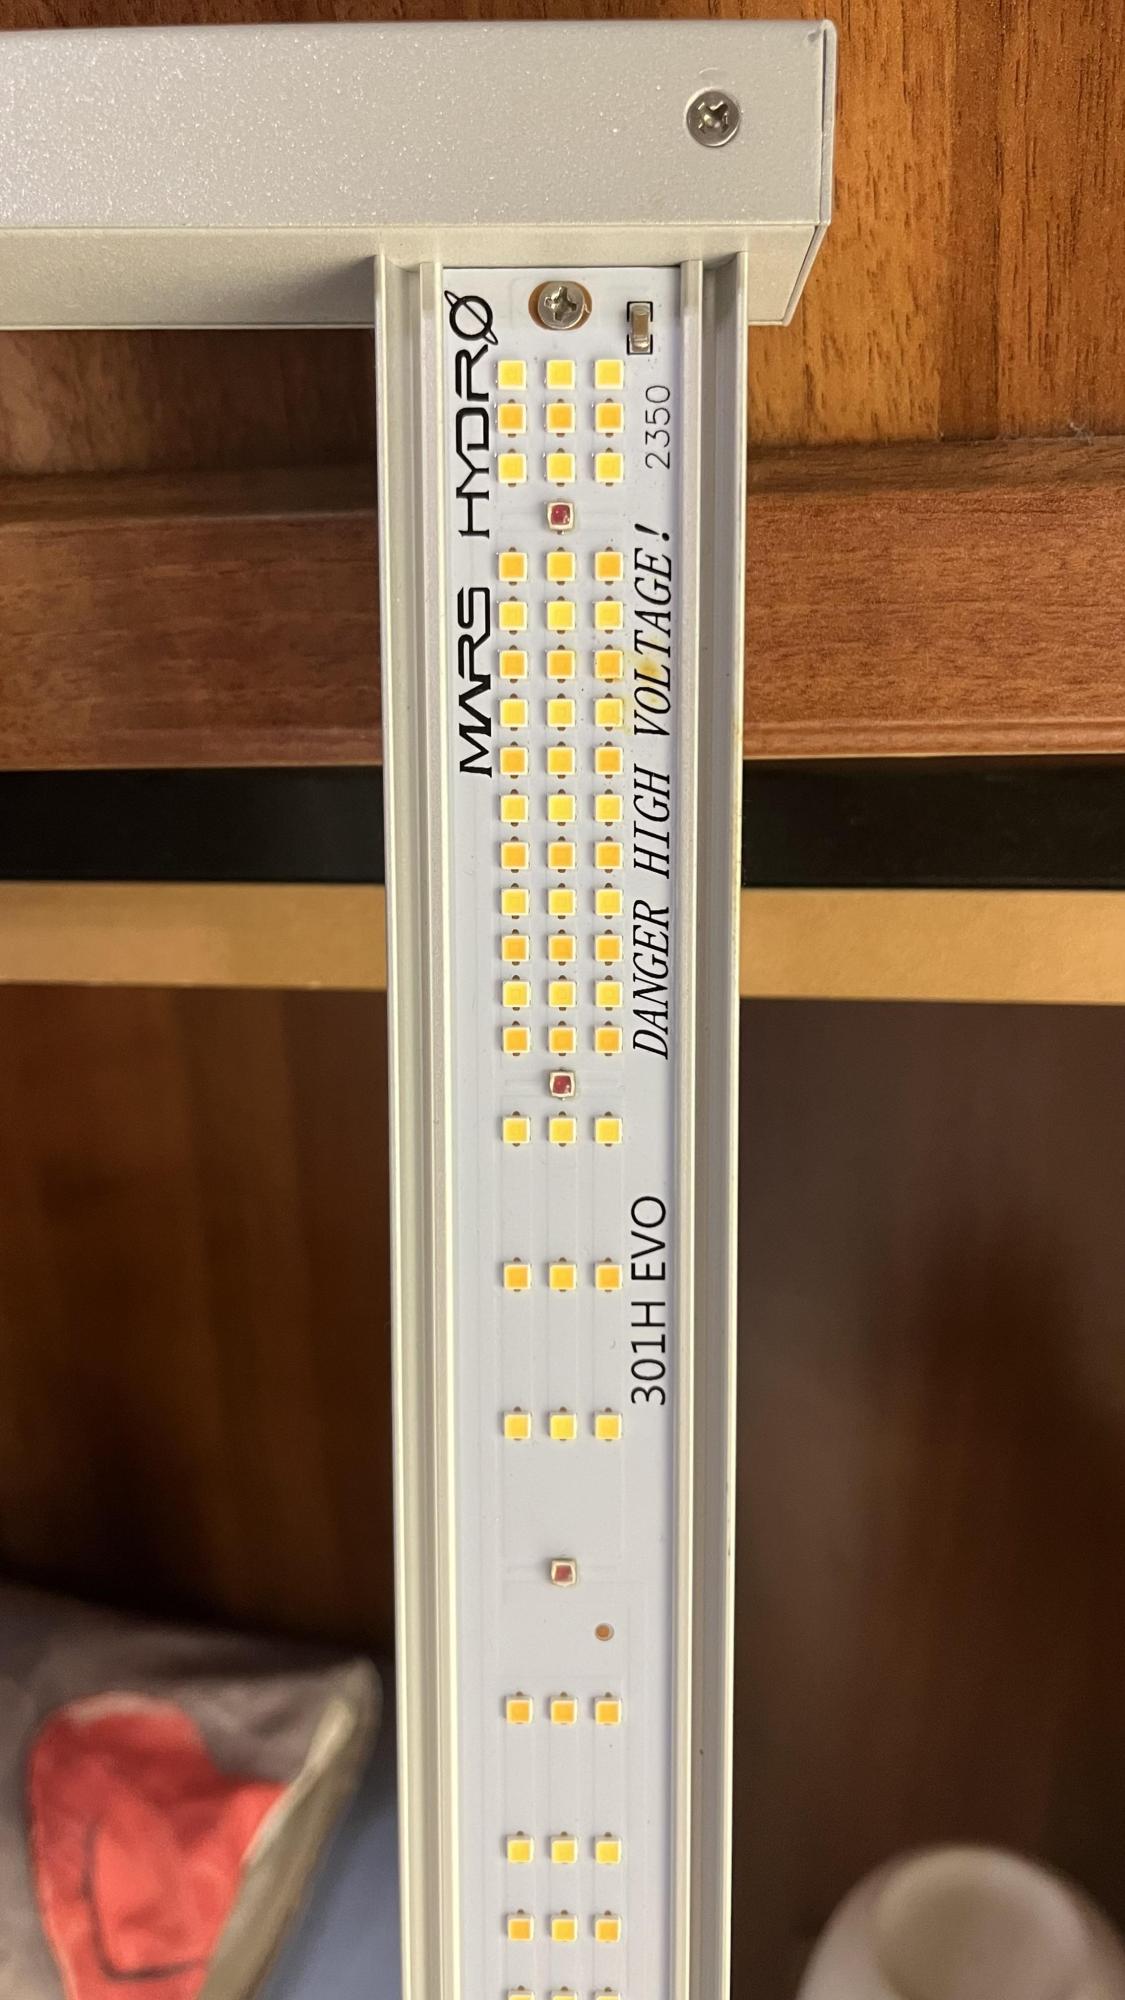 MARS HYDRO
2350
DANGER HIGH VOLTAGE!
301H EVO